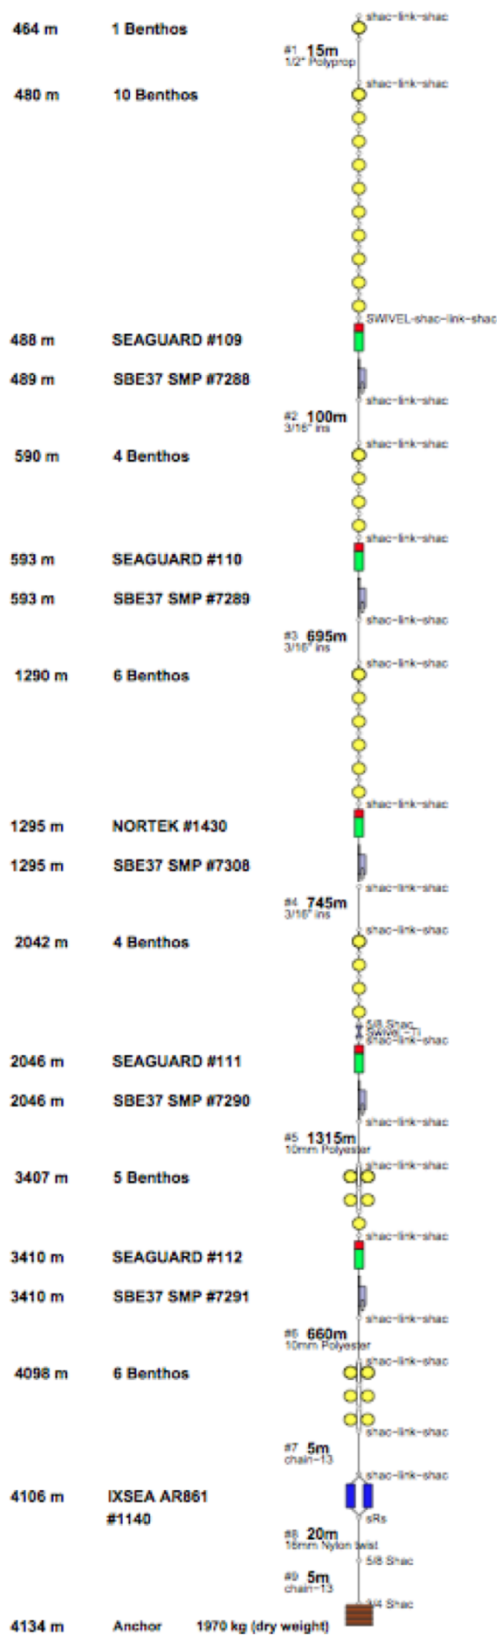 shac-link-shac
464 m 1 Benthos
#1 15m
1/2" Polyprop
shac-link-shac
480 m 10 Benthos
SWIVEL-shac-link-shac
488 m SEAGUARD #109
489 m SBE37 SMP #7288
shac-link-shac
#2 100m
3/16" ins
shac-link-shac
590 m 4 Benthos
shac-link-shac
593 m SEAGUARD #110
593 m SBE37 SMP #7289
shac-link-shac
#3 695m
3/16" ins
shac-link-shac
1290 m 6 Benthos
shac-link-shac
1295 m NORTEK #1430
1295 m SBE37 SMP #7308
shac-link-shac
#4 745m
3/16" ins
shac-link-shac
2042 m 4 Benthos
5/8 Shac
Swivel-TI
shac-link-shac
2046 m SEAGUARD #111
2046 m SBE37 SMP #7290
shac-link-shac
#5 1315m
10mm Polyester
shac-link-shac
3407 m 5 Benthos
shac-link-shac
3410 m SEAGUARD #112
3410 m SBE37 SMP #7291
shac-link-shac
#6 660m
10mm Polyester
shac-link-shac
4098 m 6 Benthos
shac-link-shac
#7 5m
chain-13
shac-link-shac
4106 m IXSEA AR861
#1140
sRs
#8 20m
16mm Nylon twist
5/8 Shac
#9 5m
chain-13
3/4 Shac
4134 m Anchor 1970 kg (dry weight)